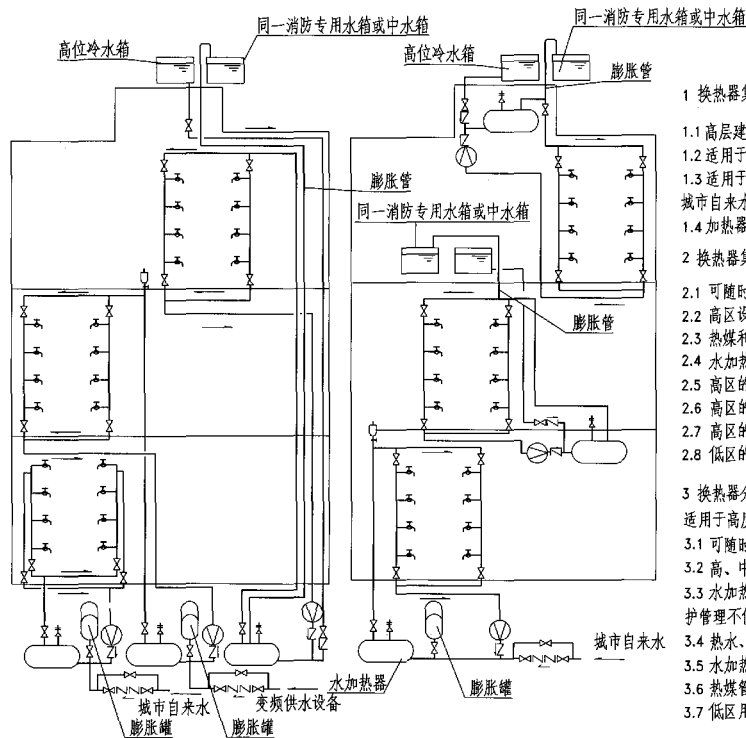 高位冷水箱
同一消防专用水箱或中水箱
膨胀管
同一消防专用水箱或中水箱
城市自来水
膨胀罐
变频供水设备
膨胀罐
高位冷水箱
同一消防专用水箱或中水箱
膨胀管
膨胀管
水加热器
膨胀罐
城市自来水
1 换热器集
1.1 高层建
1.2 适用于
1.3 适用于
城市自来水
1.4 加热器
2 换热器集
2.1 可随时
2.2 高区设
2.3 热媒和
2.4 水加热
2.5 高区的
2.6 高区的
2.7 高区的
2.8 低区的
3 换热器分
适用于高层
3.1 可随时
3.2 高、中
3.3 水加热
护管理不便
3.4 热水、
3.5 水加热
3.6 热媒管
3.7 低区用